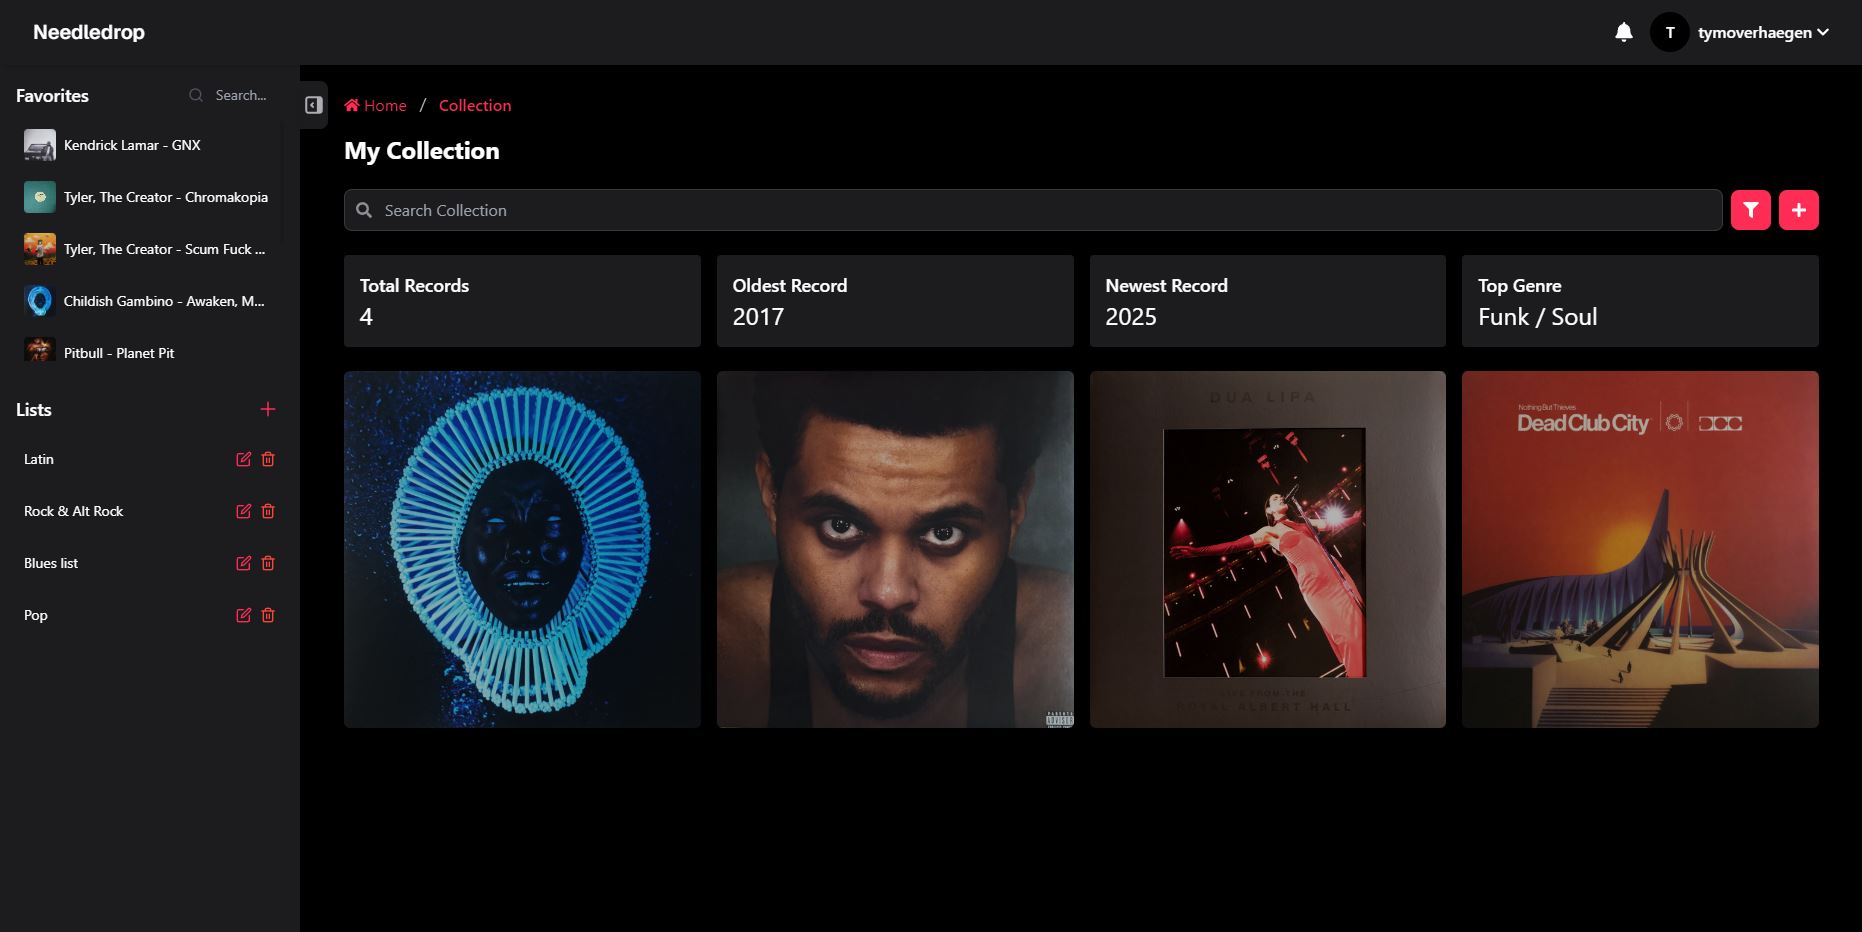 Needledrop
T
tymoverhaegen
Favorites
Search...
Kendrick Lamar - GNX
Tyler, The Creator - Chromakopia
Tyler, The Creator - Scum Fuck ...
Childish Gambino - Awaken, M...
Pitbull - Planet Pit
Lists
Latin
Rock & Alt Rock
Blues list
Pop
Home / Collection
My Collection
Search Collection
Total Records
4
Oldest Record
2017
Newest Record
2025
Top Genre
Funk / Soul
PARENTAL
ADVISORY
DUA LIPA
LIVE FROM THE
ROYAL ALBERT HALL
Nothing But Thieves
Dead Club City